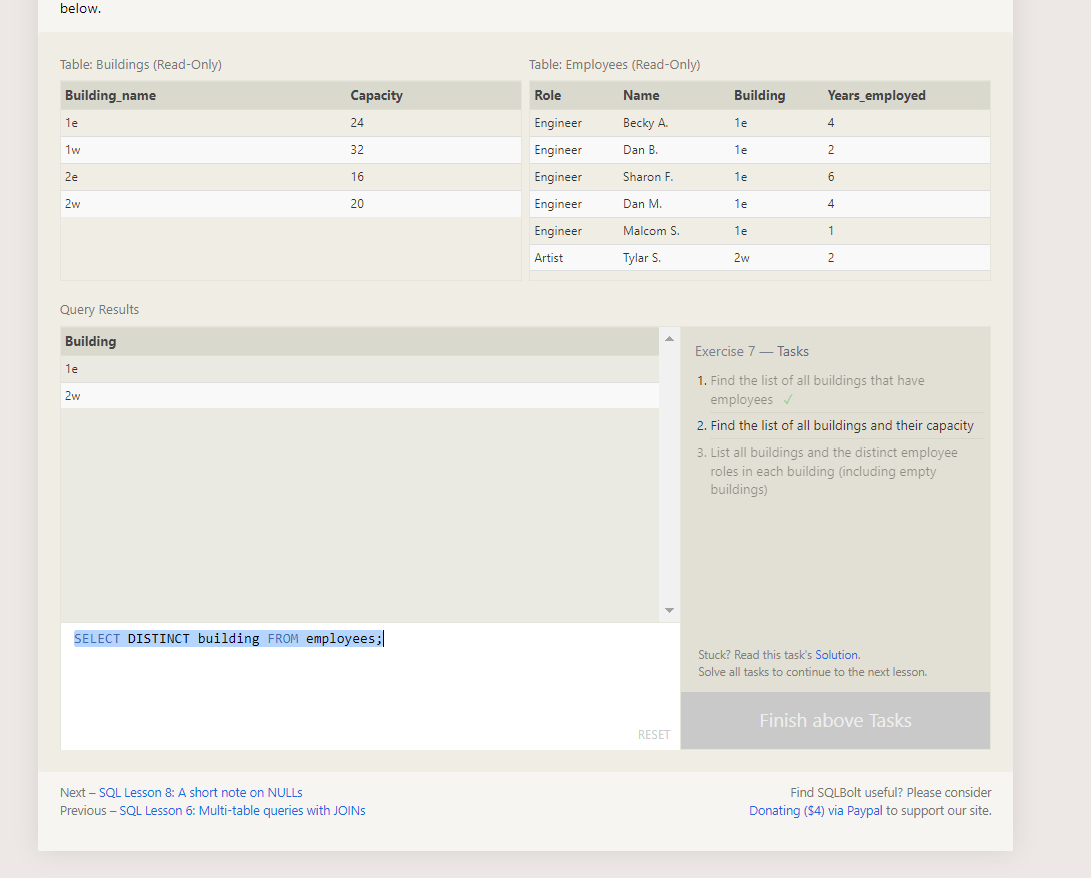 below.
Table: Buildings (Read-Only)
Table: Employees (Read-Only)
Building_name Capacity
1e 24
1w 32
2e 16
2w 20
Role Name Building Years_employed
Engineer Becky A. 1e 4
Engineer Dan B. 1e 2
Engineer Sharon F. 1e 6
Engineer Dan M. 1e 4
Engineer Malcom S. 1e 1
Artist Tylar S. 2w 2
Query Results
Building
1e
2w
SELECT DISTINCT building FROM employees;
RESET
Exercise 7 — Tasks
1. Find the list of all buildings that have
employees ✓
2. Find the list of all buildings and their capacity
3. List all buildings and the distinct employee
roles in each building (including empty
buildings)
Stuck? Read this task's Solution.
Solve all tasks to continue to the next lesson.
Finish above Tasks
Next – SQL Lesson 8: A short note on NULLs
Previous – SQL Lesson 6: Multi-table queries with JOINs
Find SQLBolt useful? Please consider
Donating ($4) via Paypal to support our site.